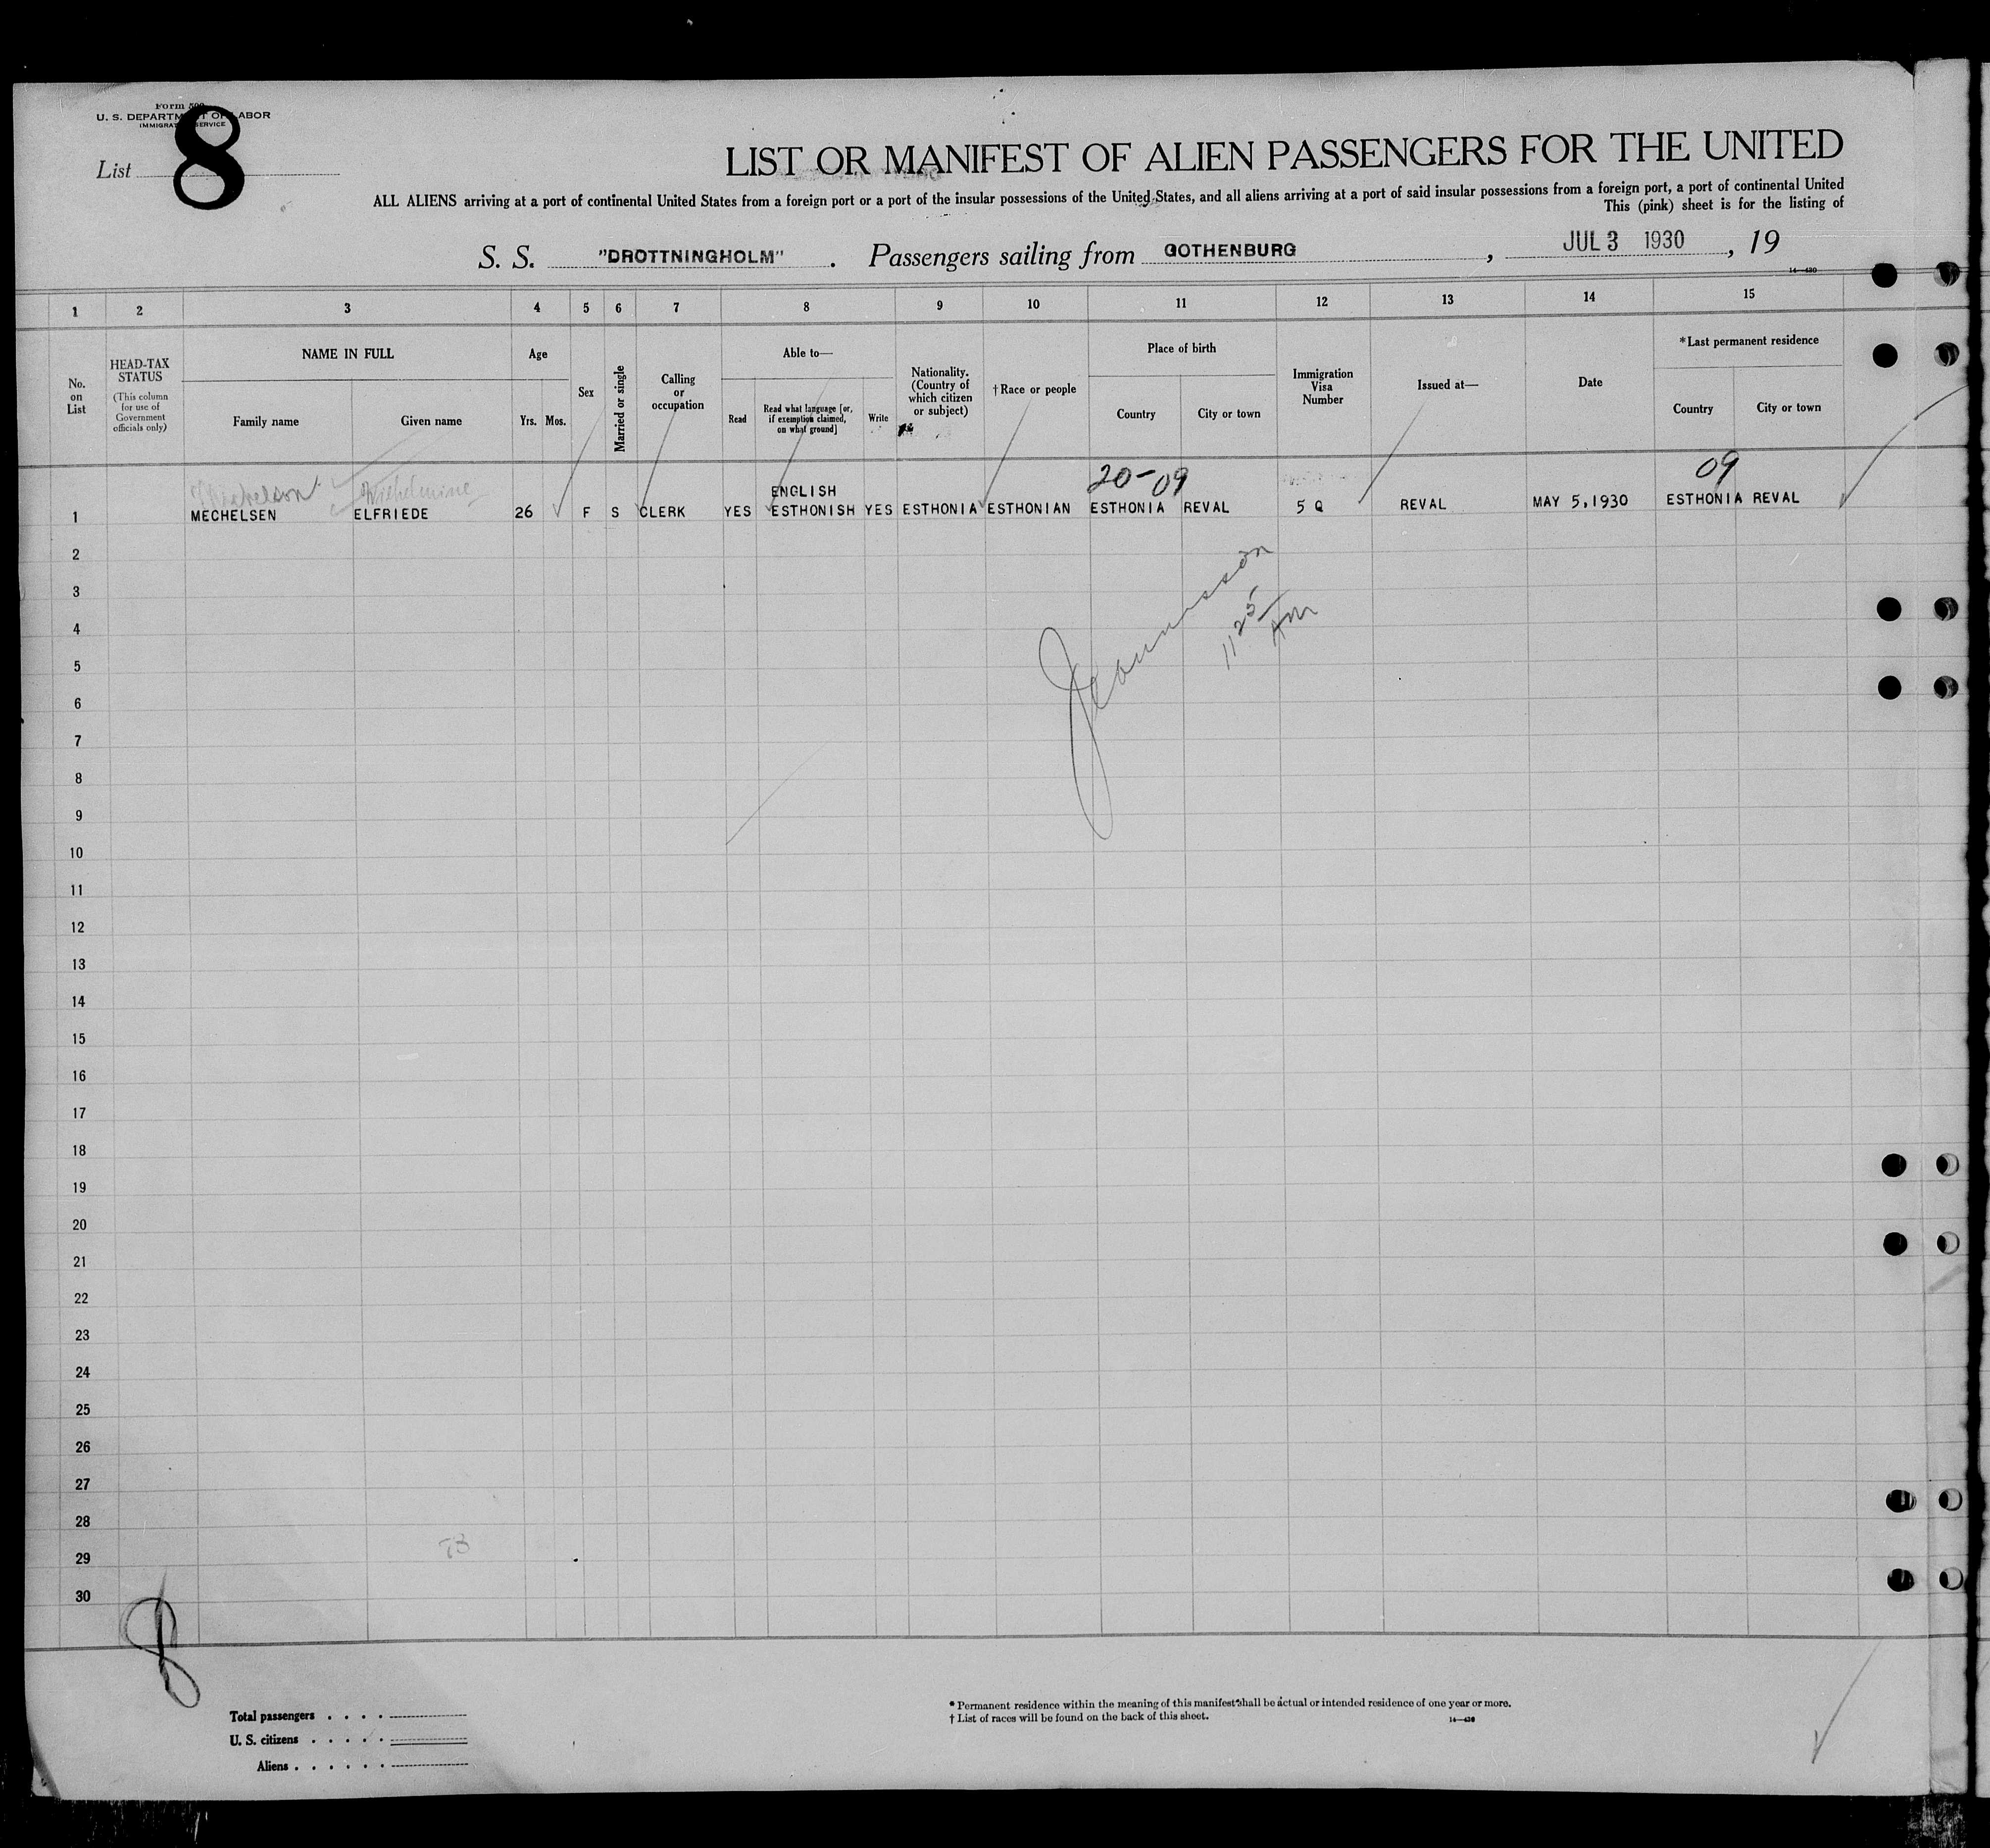 Form 500
U. S. DEPARTMENT OF LABOR
IMMIGRATION SERVICE
List 8
LIST OR MANIFEST OF ALIEN PASSENGERS FOR THE UNITED
ALL ALIENS arriving at a port of continental United States from a foreign port or a port of the insular possessions of the United States, and all aliens arriving at a port of said insular possessions from a foreign port, a port of continental United
This (pink) sheet is for the listing of
S. S. "DROTTNINGHOLM" . Passengers sailing from GOTHENBURG , JUL 3 1930 , 19
14—430
1 2 3 4 5 6 7 8 9 10 11 12 13 14 15
No. on List
HEAD-TAX STATUS
(This column for use of Government officials only)
NAME IN FULL
Family name
Given name
Age
Yrs. Mos.
Sex
Married or single
Calling or occupation
Able to—
Read
Read what language [or, if exemption claimed, on what ground]
Write
Nationality. (Country of which citizen or subject)
†Race or people
Place of birth
Country
City or town
Immigration Visa Number
Issued at—
Date
*Last permanent residence
Country
City or town
Wilhelmine
20-09
09
ENGLISH
1 MECHELSEN ELFRIEDE 26 F S CLERK YES ESTHONISH YES ESTHONIA ESTHONIAN ESTHONIA REVAL 5 Q REVAL MAY 5,1930 ESTHONIA REVAL
2
3
11 25 AM
4
5
6
7
8
9
10
11
12
13
14
15
16
17
18
19
20
21
22
23
24
25
26
27
28
29
30
8
Total passengers . . . .
U. S. citizens . . . . .
Aliens . . . . . .
* Permanent residence within the meaning of this manifest shall be actual or intended residence of one year or more.
† List of races will be found on the back of this sheet.
14—430